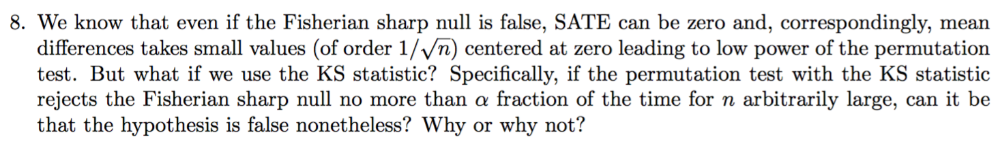 8. We know that even if the Fisherian sharp null is false, SATE can be zero and, correspondingly, mean
differences takes small values (of order 1/√n) centered at zero leading to low power of the permutation
test. But what if we use the KS statistic? Specifically, if the permutation test with the KS statistic
rejects the Fisherian sharp null no more than α fraction of the time for n arbitrarily large, can it be
that the hypothesis is false nonetheless? Why or why not?